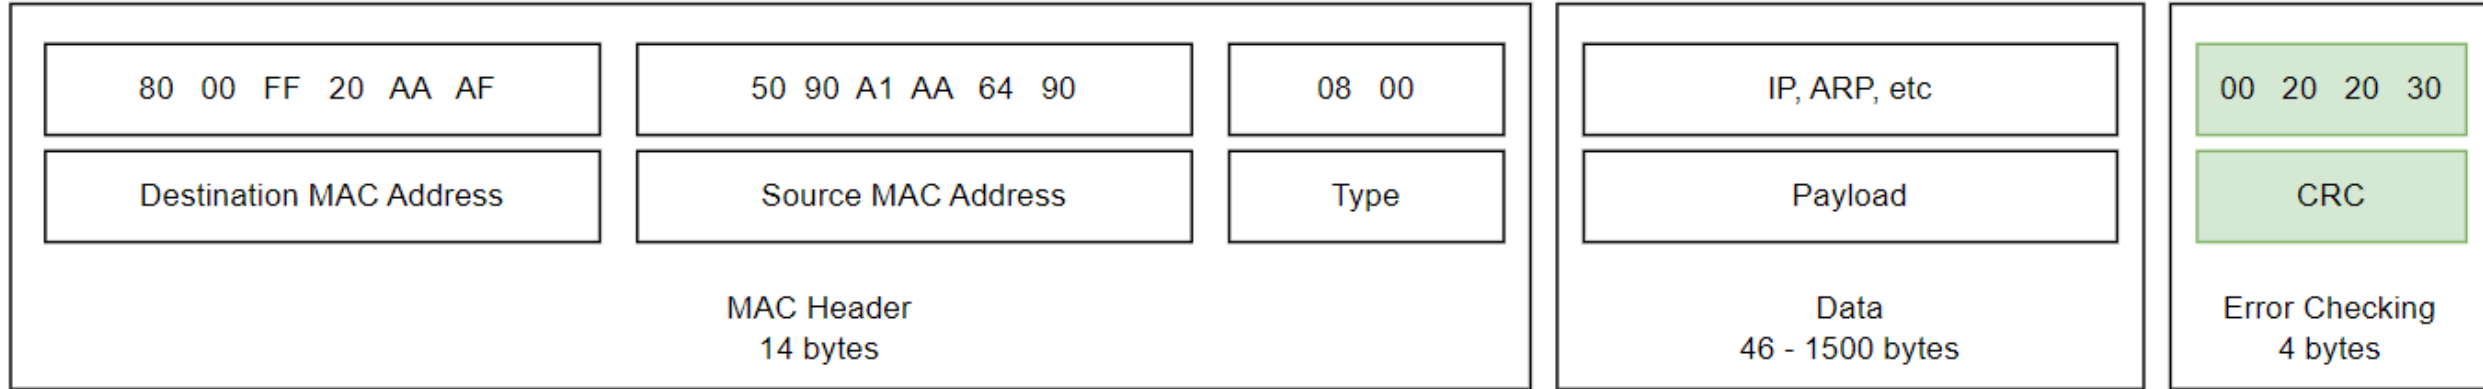 80 00 FF 20 AA AF
Destination MAC Address
50 90 A1 AA 64 90
Source MAC Address
08 00
Type
MAC Header
14 bytes
IP, ARP, etc
Payload
Data
46 - 1500 bytes
00 20 20 30
CRC
Error Checking
4 bytes